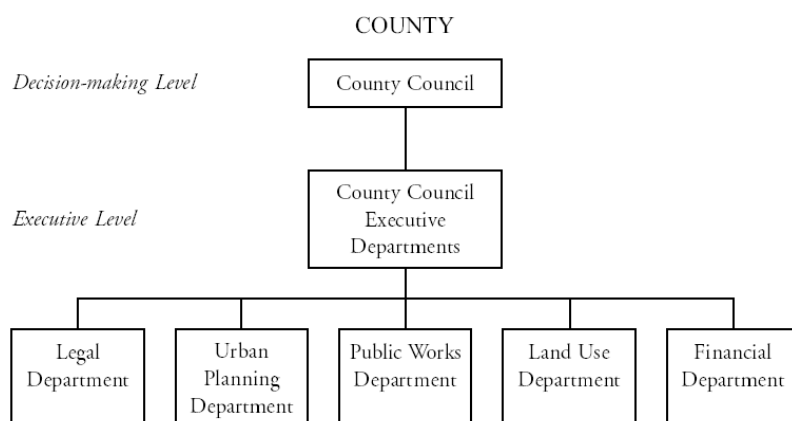 COUNTY
Decision-making Level
County Council
Executive Level
County Council
Executive
Departments
Legal
Department
Urban
Planning
Department
Public Works
Department
Land Use
Department
Financial
Department